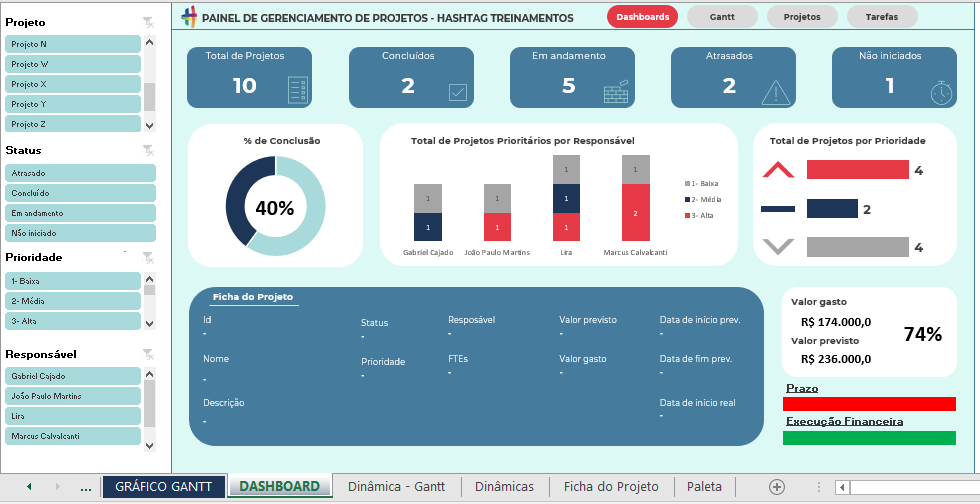 Projeto
Projeto N
Projeto W
Projeto X
Projeto Y
Projeto Z
Status
Atrasado
Concluído
Em andamento
Não iniciado
Prioridade
1- Baixa
2- Média
3- Alta
Responsável
Gabriel Cajado
João Paulo Martins
Lira
Marcus Calvalcanti
PAINEL DE GERENCIAMENTO DE PROJETOS - HASHTAG TREINAMENTOS
Dashboards
Gantt
Projetos
Tarefas
Total de Projetos
10
Concluídos
2
Em andamento
5
Atrasados
2
Não iniciados
1
% de Conclusão
40%
Total de Projetos Prioritários por Responsável
1
1
1
1
1
1
1
1
2
Gabriel Cajado
João Paulo Martins
Lira
Marcus Calvalcanti
1- Baixa
2- Média
3- Alta
Total de Projetos por Prioridade
4
2
4
Ficha do Projeto
Id
-
Nome
-
Descrição
-
Status
-
Prioridade
-
Resposável
-
FTEs
-
Valor previsto
-
Valor gasto
-
Data de início prev.
-
Data de fim prev.
-
Data de início real
-
Valor gasto
R$ 174.000,0
Valor previsto
R$ 236.000,0
74%
Prazo
Execução Financeira
...
GRÁFICO GANTT
DASHBOARD
Dinâmica - Gantt
Dinâmicas
Ficha do Projeto
Paleta